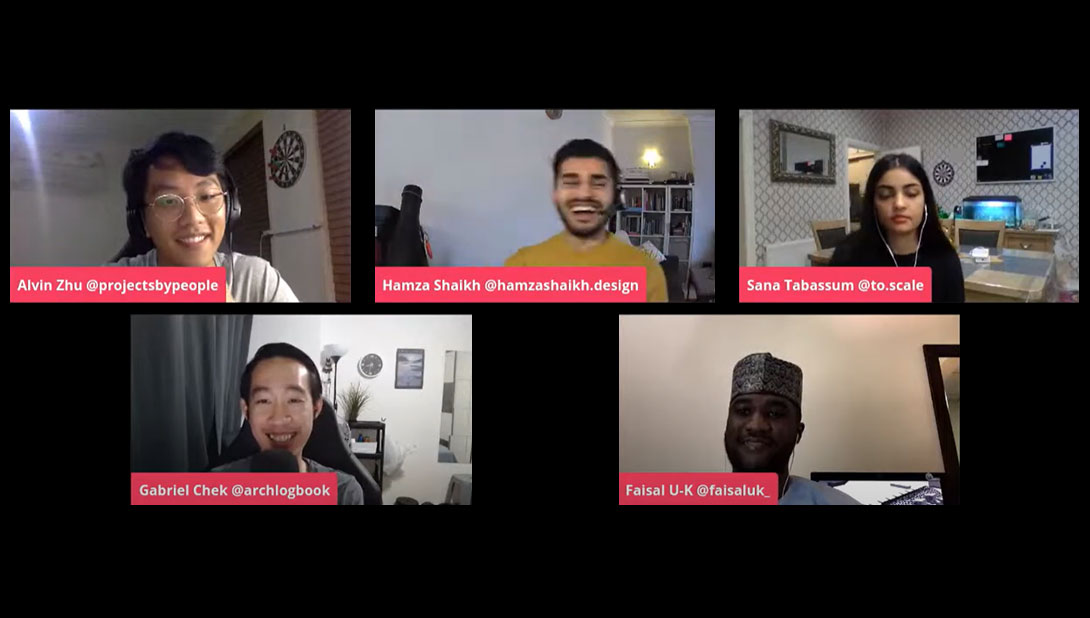 Alvin Zhu @projectsbypeople
Hamza Shaikh @hamzashaikh.design
Sana Tabassum @to.scale
Gabriel Chek @archlogbook
Faisal U-K @faisaluk_